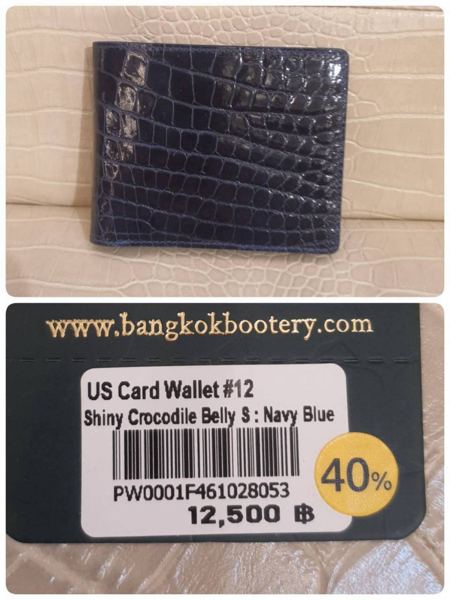 www.bangkokbootery.com
US Card Wallet #12
Shiny Crocodile Belly S : Navy Blue
PW0001F461028053
12,500 ฿
40%